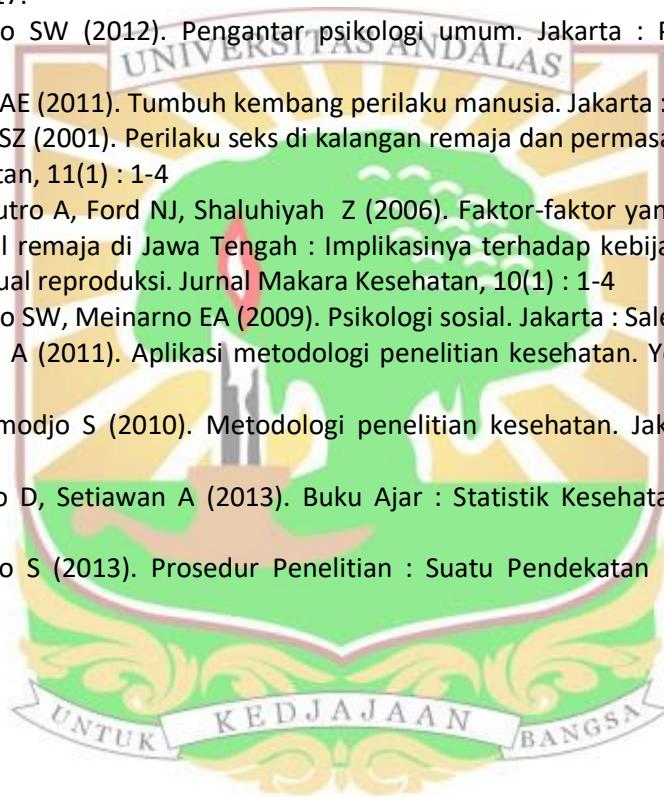 o SW (2012). Pengantar psikologi umum. Jakarta :
UNIVERSITAS ANDALAS
AE (2011). Tumbuh kembang perilaku manusia. Jakarta :
SZ (2001). Perilaku seks di kalangan remaja dan permasa
tan, 11(1) : 1-4
utro A, Ford NJ, Shaluhiyah Z (2006). Faktor-faktor yan
l remaja di Jawa Tengah : Implikasinya terhadap kebija
ual reproduksi. Jurnal Makara Kesehatan, 10(1) : 1-4
o SW, Meinarno EA (2009). Psikologi sosial. Jakarta : Sale
A (2011). Aplikasi metodologi penelitian kesehatan. Y
modjo S (2010). Metodologi penelitian kesehatan. Jak
o D, Setiawan A (2013). Buku Ajar : Statistik Kesehata
o S (2013). Prosedur Penelitian : Suatu Pendekatan
UNTUK KEDJAJAAN BANGSA